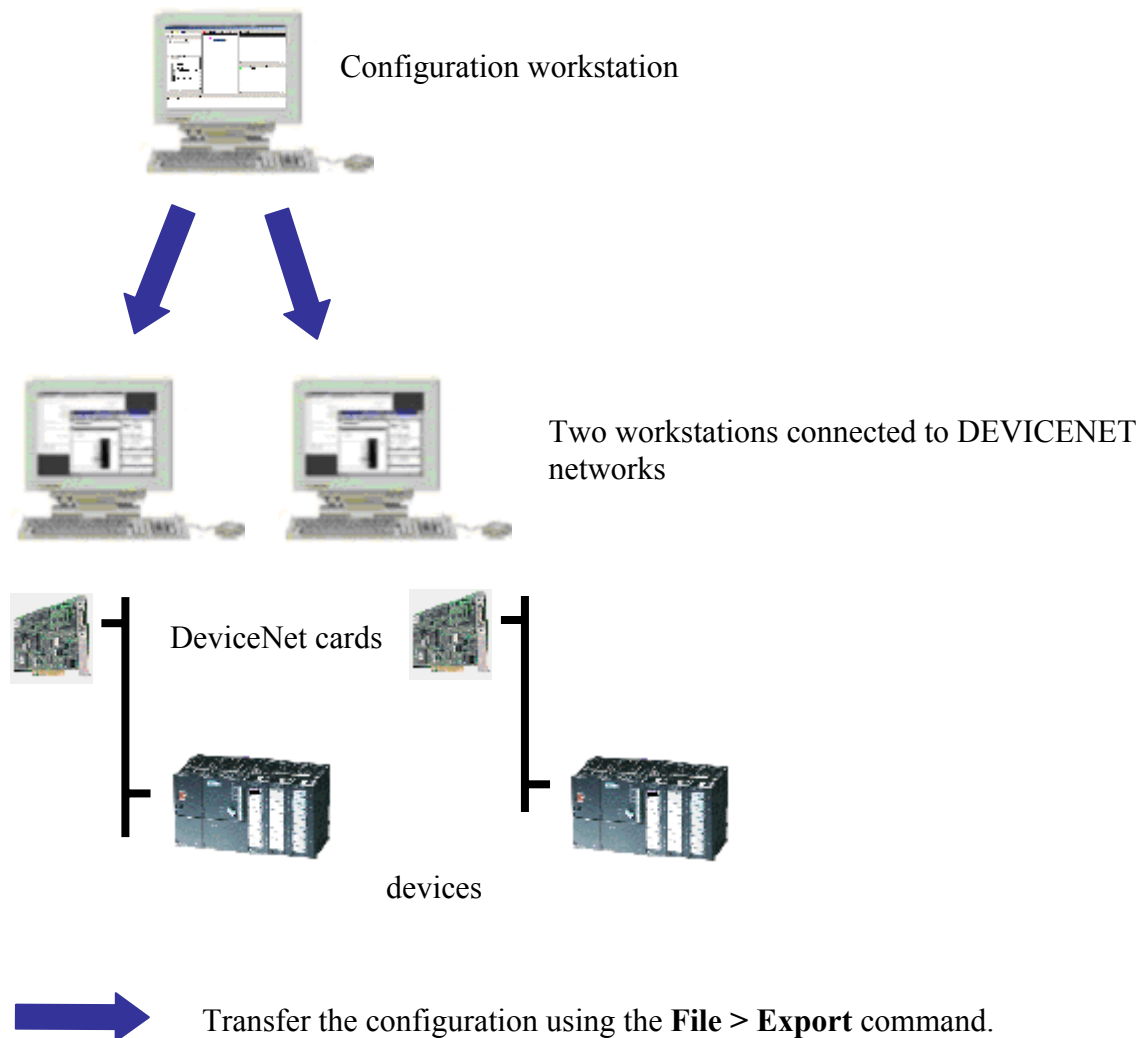 Configuration workstation
Two workstations connected to DEVICENET
networks
DeviceNet cards
devices
Transfer the configuration using the File > Export command.